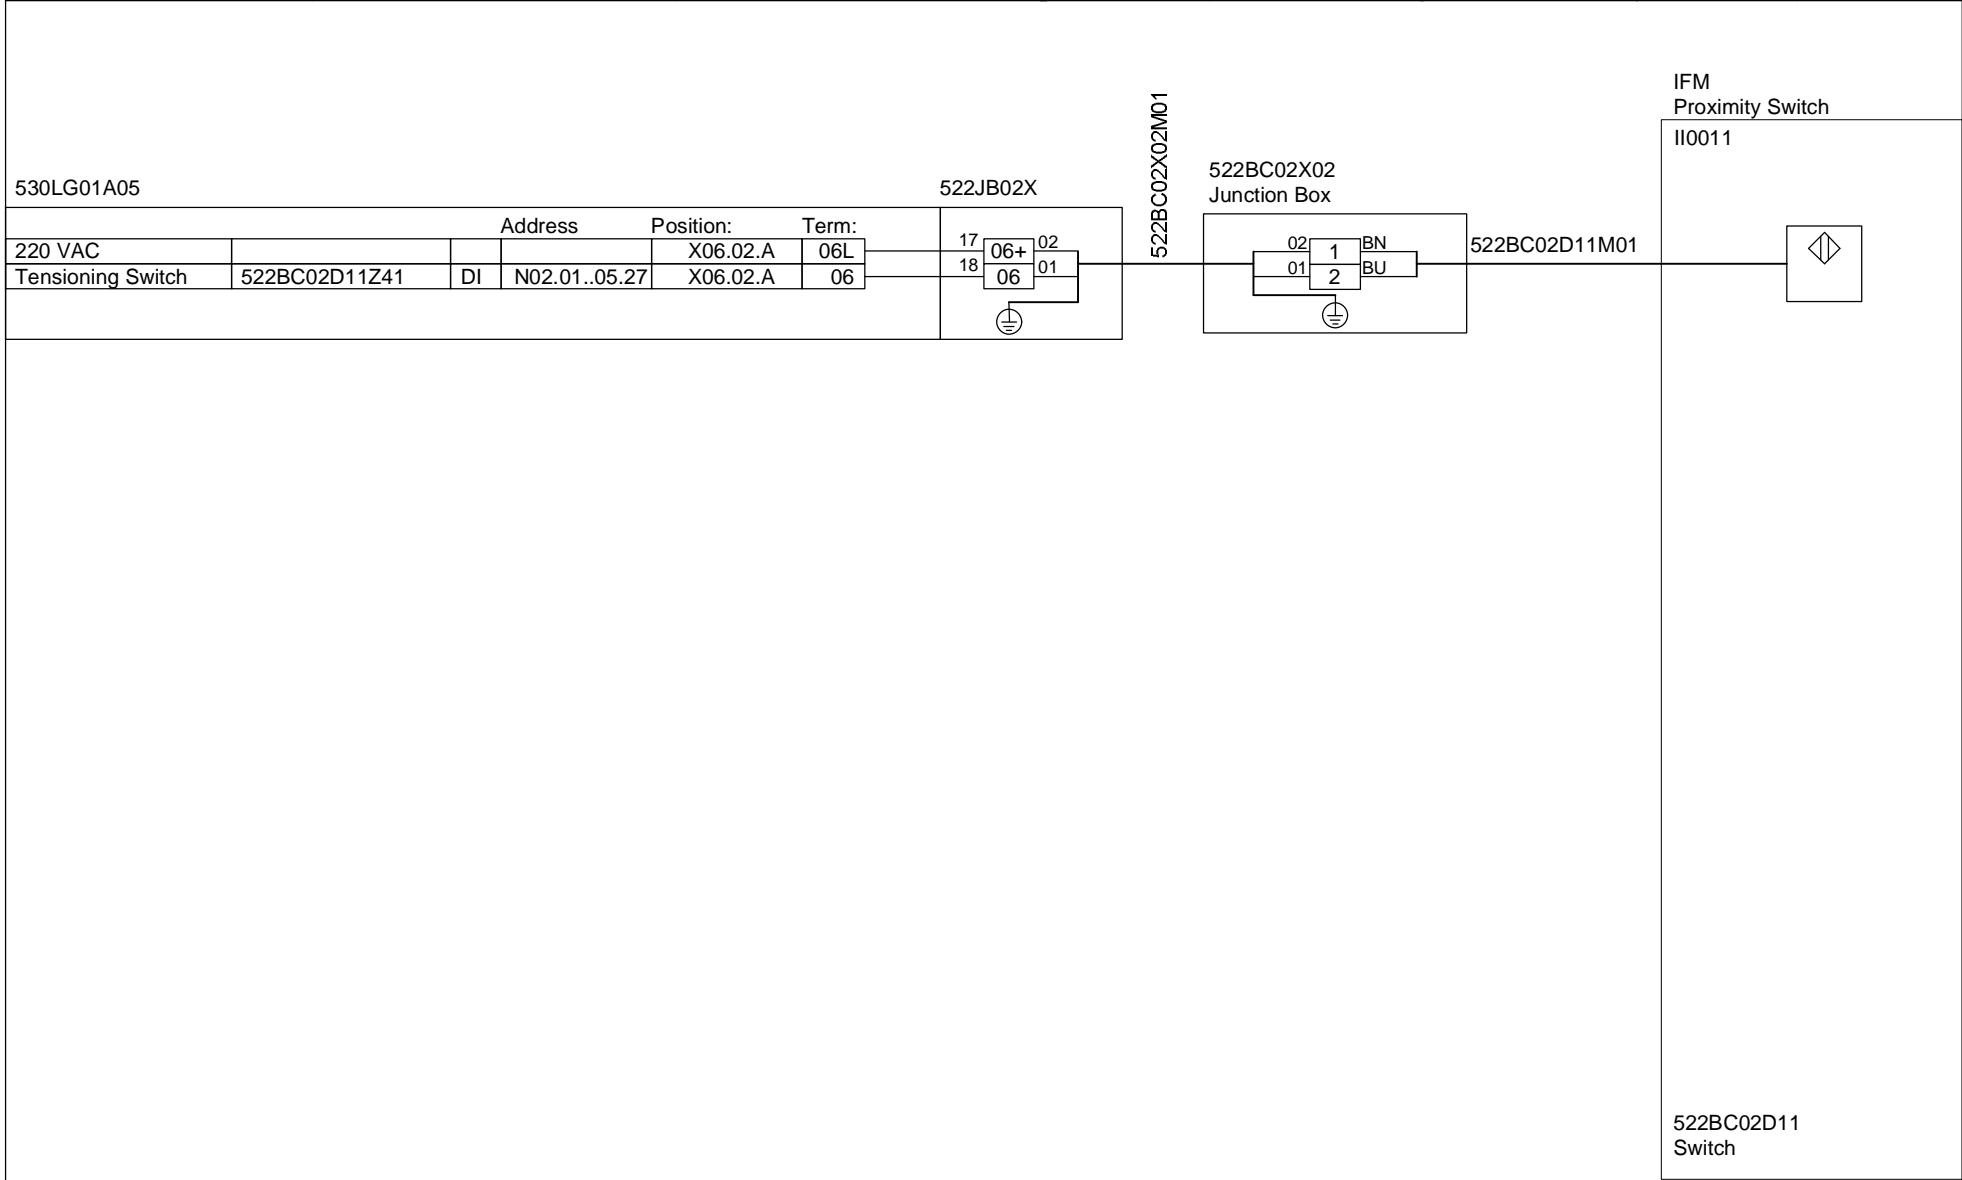 IFM
Proximity Switch
II0011
522BC02X02M01
522BC02X02
Junction Box
530LG01A05
522JB02X
Address Position: Term:
220 VAC X06.02.A 06L
Tensioning Switch 522BC02D11Z41 DI N02.01..05.27 X06.02.A 06
17 06+ 02
18 06 01
02 1 BN
01 2 BU
522BC02D11M01
522BC02D11
Switch